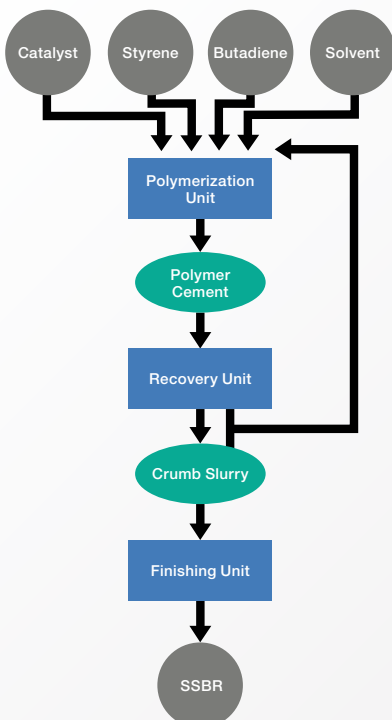 Catalyst
Styrene
Butadiene
Solvent
Polymerization
Unit
Polymer
Cement
Recovery Unit
Crumb Slurry
Finishing Unit
SSBR